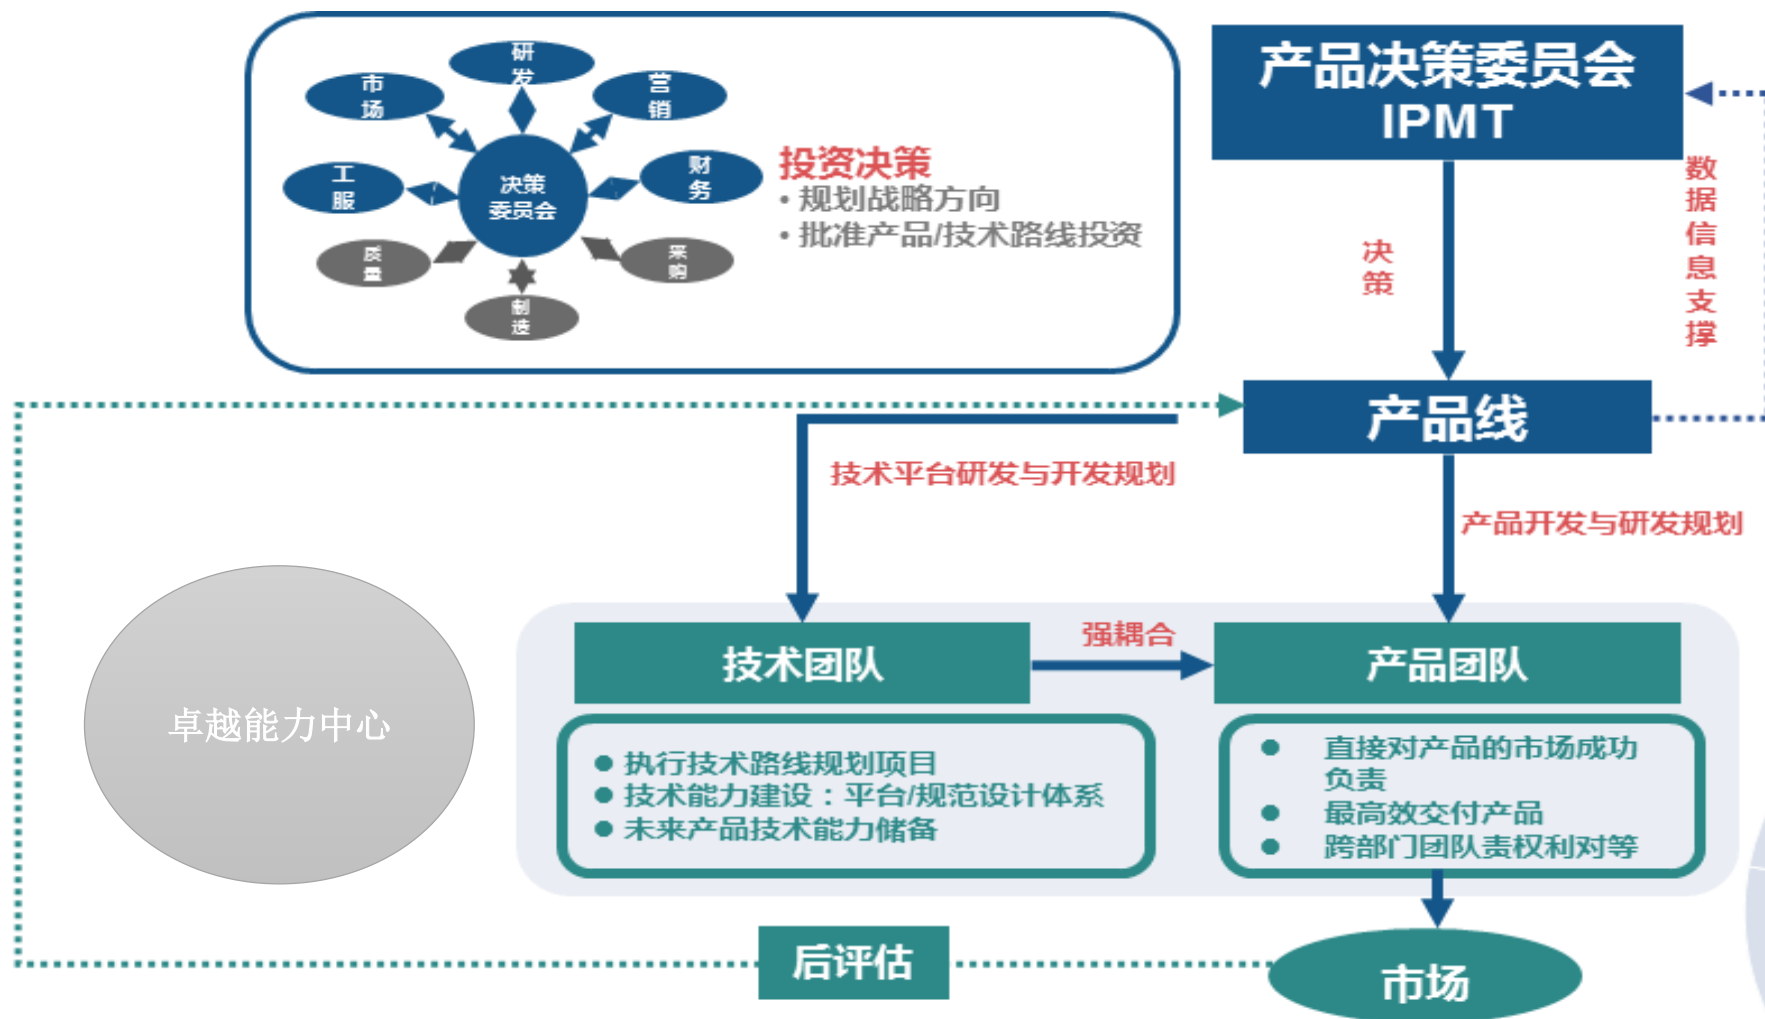 研
发
市
场
营
销
工
服
财
务
决策
委员会
质
量
采
购
制
造
投资决策
• 规划战略方向
• 批准产品/技术路线投资
产品决策委员会
IPMT
决
策
数
据
信
息
支
撑
产品线
技术平台研发与开发规划
产品开发与研发规划
卓越能力中心
技术团队
强耦合
产品团队
● 执行技术路线规划项目
● 技术能力建设：平台/规范设计体系
● 未来产品技术能力储备
● 直接对产品的市场成功
负责
● 最高效交付产品
● 跨部门团队责权利对等
后评估
市场